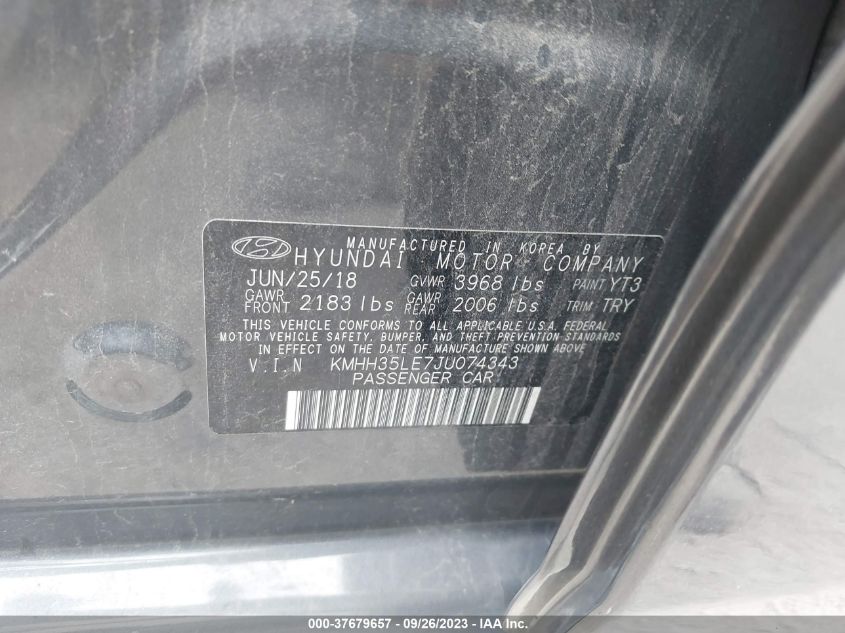 MANUFACTURED IN KOREA BY
HYUNDAI MOTOR COMPANY
JUN/25/18 GVWR 3968 lbs PAINT YT3
GAWR FRONT 2183 lbs GAWR REAR 2006 lbs TRIM TRY
THIS VEHICLE CONFORMS TO ALL APPLICABLE U.S.A. FEDERAL
MOTOR VEHICLE SAFETY, BUMPER, AND THEFT PREVENTION STANDARDS
IN EFFECT ON THE DATE OF MANUFACTURE SHOWN ABOVE
V.I.N KMHH35LE7JU074343
PASSENGER CAR
000-37679657 - 09/26/2023 - IAA Inc.